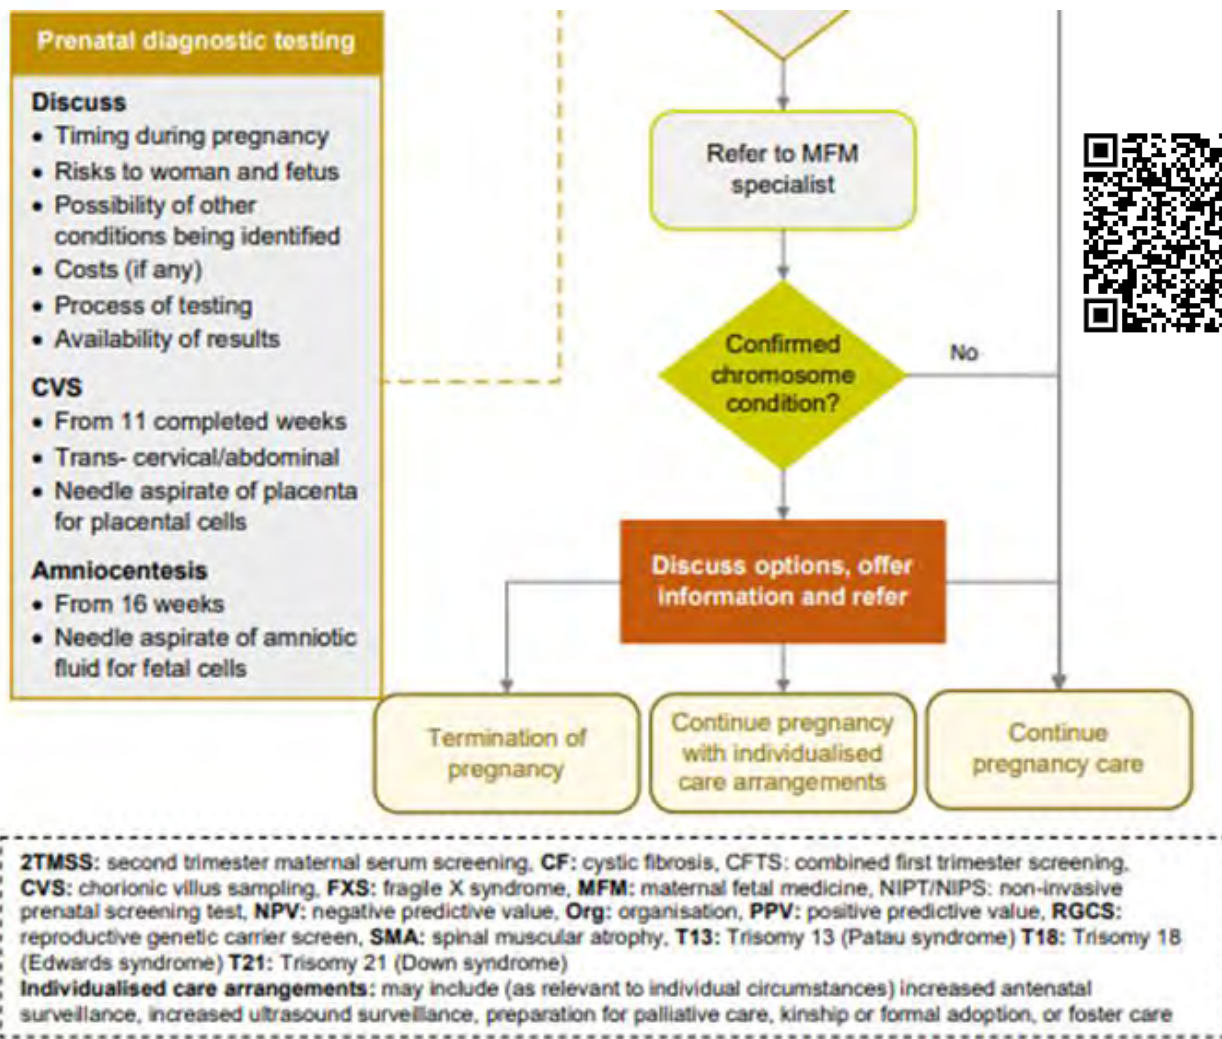 Prenatal diagnostic testing
Discuss
• Timing during pregnancy
• Risks to woman and fetus
• Possibility of other
conditions being identified
• Costs (if any)
• Process of testing
• Availability of results
CVS
• From 11 completed weeks
• Trans- cervical/abdominal
• Needle aspirate of placenta
for placental cells
Amniocentesis
• From 16 weeks
• Needle aspirate of amniotic
fluid for fetal cells
Refer to MFM
specialist
Confirmed
chromosome
condition?
No
Discuss options, offer
information and refer
Termination of
pregnancy
Continue pregnancy
with individualised
care arrangements
Continue
pregnancy care
2TMSS: second trimester maternal serum screening, CF: cystic fibrosis, CFTS: combined first trimester screening,
CVS: chorionic villus sampling, FXS: fragile X syndrome, MFM: maternal fetal medicine, NIPT/NIPS: non-invasive
prenatal screening test, NPV: negative predictive value, Org: organisation, PPV: positive predictive value, RGCS:
reproductive genetic carrier screen, SMA: spinal muscular atrophy, T13: Trisomy 13 (Patau syndrome) T18: Trisomy 18
(Edwards syndrome) T21: Trisomy 21 (Down syndrome)
Individualised care arrangements: may include (as relevant to individual circumstances) increased antenatal
surveillance, increased ultrasound surveillance, preparation for palliative care, kinship or formal adoption, or foster care